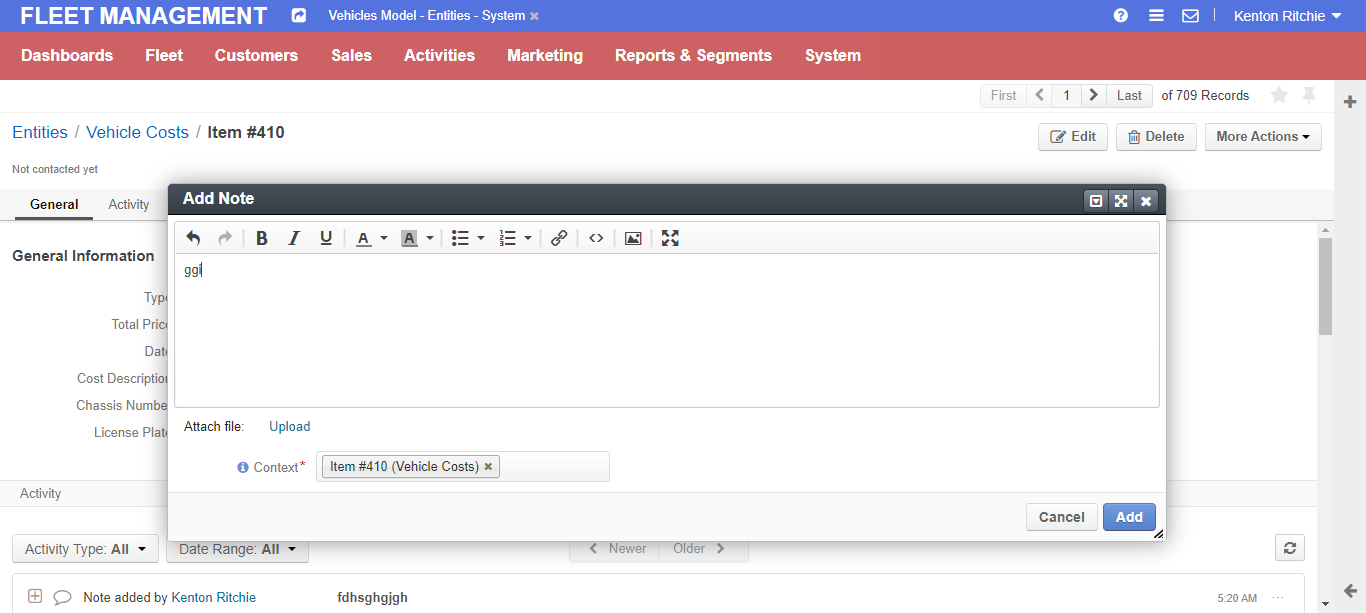 FLEET MANAGEMENT Vehicles Model - Entities - System Kenton Ritchie
Dashboards Fleet Customers Sales Activities Marketing Reports & Segments System
First 1 Last of 709 Records
Entities / Vehicle Costs / Item #410
Edit Delete More Actions
Not contacted yet
General Activity
Add Note
General Information
ggi
Type
Total Price
Date
Cost Description
Chassis Number
License Plate
Attach file: Upload
Context* Item #410 (Vehicle Costs)
Activity
Cancel Add
Activity Type: All Date Range: All Newer Older
Note added by Kenton Ritchie fdhsghgjgh 5:20 AM ...